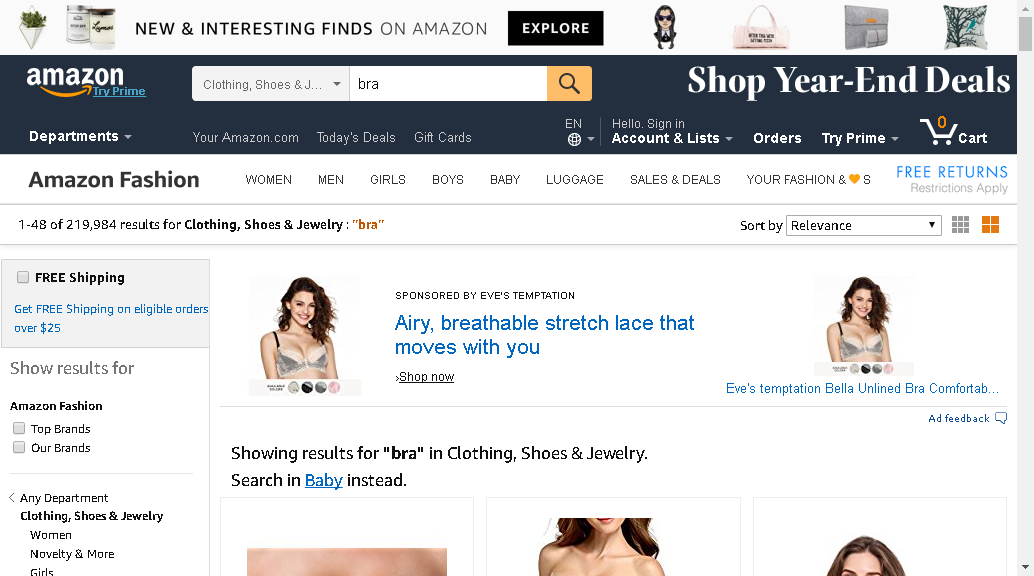 NEW & INTERESTING FINDS ON AMAZON
EXPLORE
amazon
Try Prime
Clothing, Shoes & J...
bra
Shop Year-End Deals
Departments
Your Amazon.com
Today's Deals
Gift Cards
EN
Hello. Sign in
Account & Lists
Orders
Try Prime
0
Cart
Amazon Fashion
WOMEN
MEN
GIRLS
BOYS
BABY
LUGGAGE
SALES & DEALS
YOUR FASHION & S
FREE RETURNS
Restrictions Apply
1-48 of 219,984 results for Clothing, Shoes & Jewelry : "bra"
Sort by
Relevance
FREE Shipping
Get FREE Shipping on eligible orders
over $25
Show results for
Amazon Fashion
Top Brands
Our Brands
Any Department
Clothing, Shoes & Jewelry
Women
Novelty & More
Girls
SPONSORED BY EVE'S TEMPTATION
Airy, breathable stretch lace that
moves with you
›Shop now
Eve's temptation Bella Unlined Bra Comfortab...
Ad feedback
Showing results for "bra" in Clothing, Shoes & Jewelry.
Search in Baby instead.